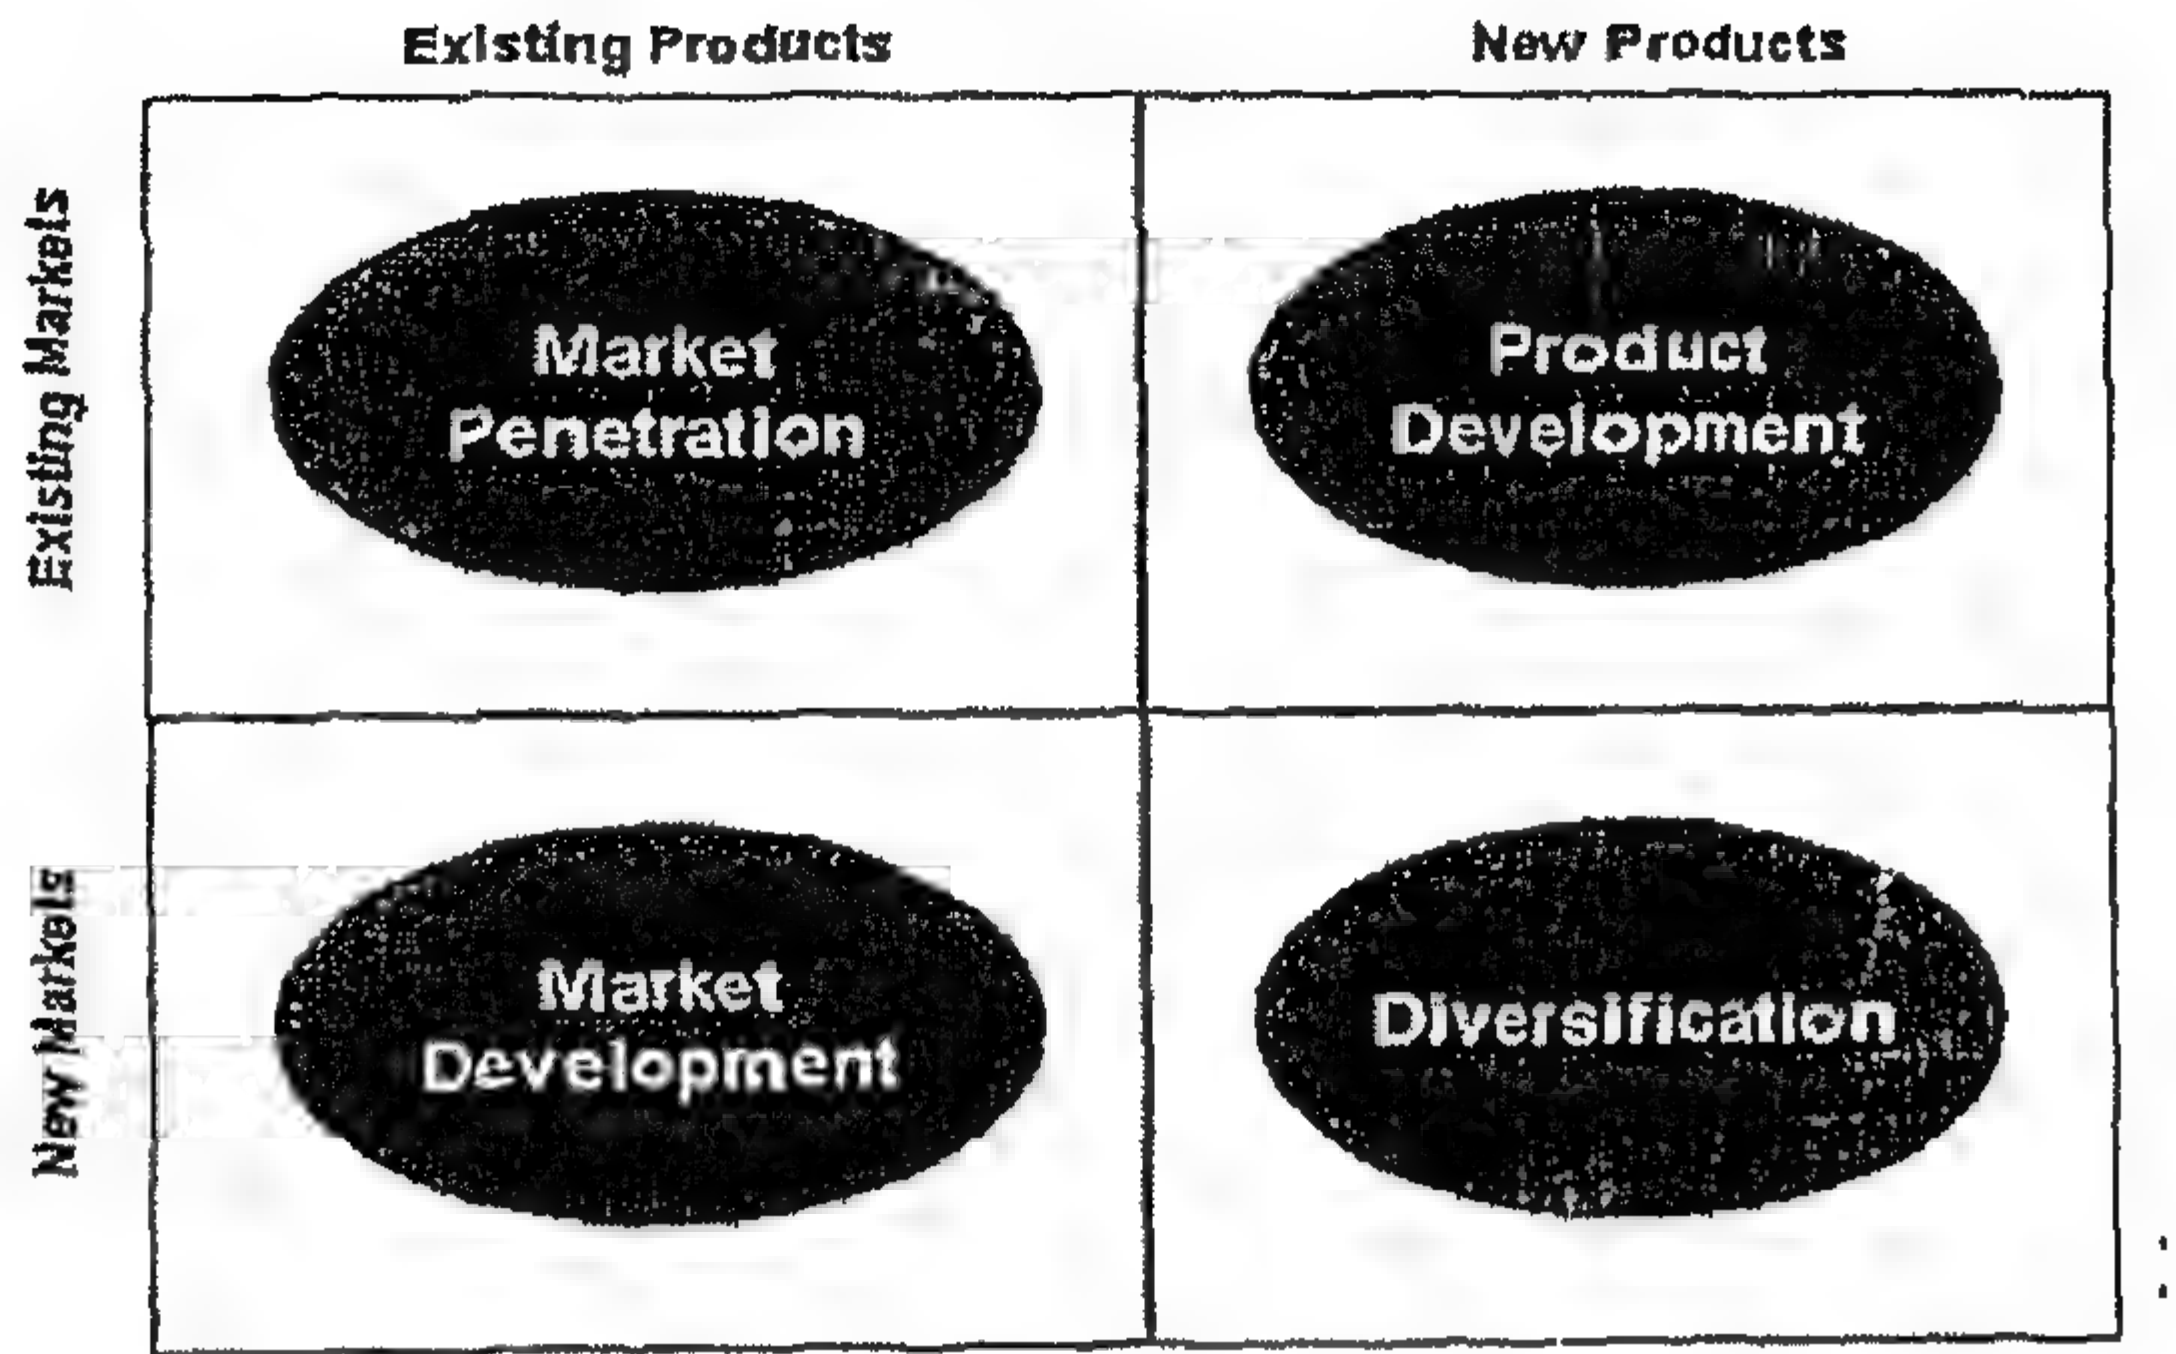 Existing Products
New Products
Existing Markets
Market
Penetration
Product
Development
New Markets
Market
Development
Diversification